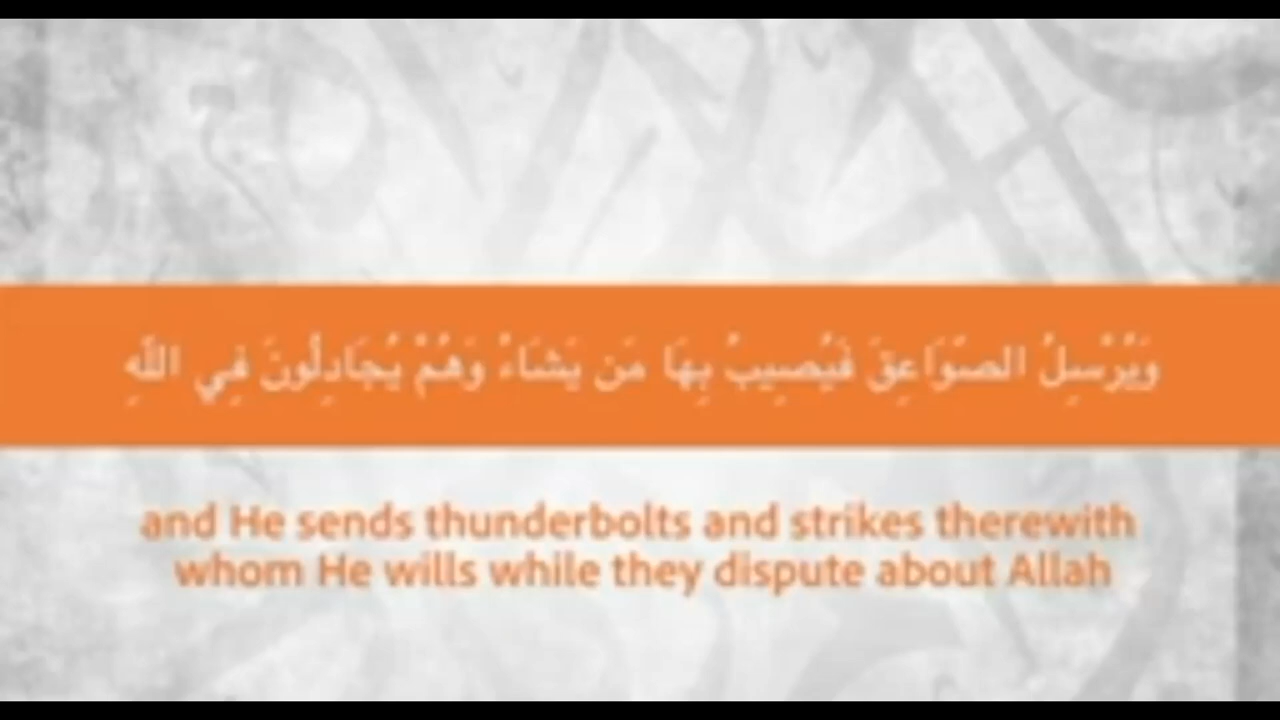 وَيُرْسِلُ الصَّوَاعِقَ فَيُصِيبُ بِهَا مَن يَشَاءُ وَهُمْ يُجَادِلُونَ فِي اللَّهِ
and He sends thunderbolts and strikes therewith
whom He wills while they dispute about Allah